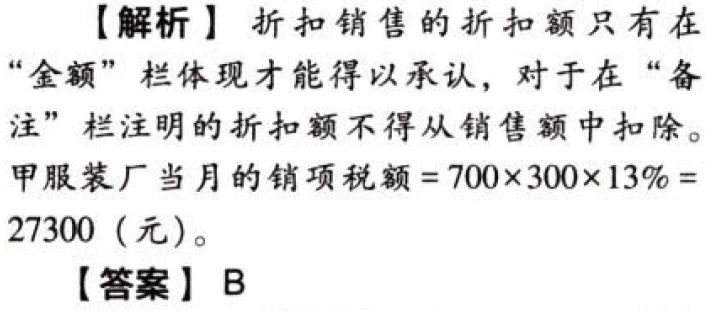 【解析】 折扣销售的折扣额只有在
“金额”栏体现才能得以承认，对于在“备
注”栏注明的折扣额不得从销售额中扣除。
甲服装厂当月的销项税额=700×300×13%=
27300（元）。
【答案】 B